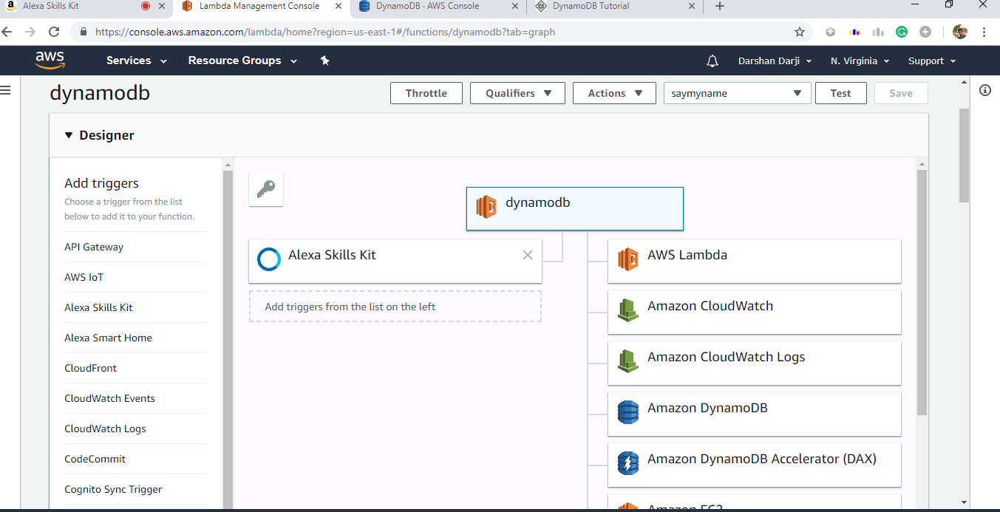 Alexa Skills Kit
Lambda Management Console
DynamoDB · AWS Console
DynamoDB Tutorial
https://console.aws.amazon.com/lambda/home?region=us-east-1#/functions/dynamodb?tab=graph
aws
Services
Resource Groups
Darshan Darji
N. Virginia
Support
dynamodb
Throttle
Qualifiers
Actions
saymyname
Test
Save
Designer
Add triggers
Choose a trigger from the list
below to add it to your function.
API Gateway
AWS IoT
Alexa Skills Kit
Alexa Smart Home
CloudFront
CloudWatch Events
CloudWatch Logs
CodeCommit
Cognito Sync Trigger
dynamodb
Alexa Skills Kit
Add triggers from the list on the left
AWS Lambda
Amazon CloudWatch
Amazon CloudWatch Logs
Amazon DynamoDB
Amazon DynamoDB Accelerator (DAX)
Amazon EC2